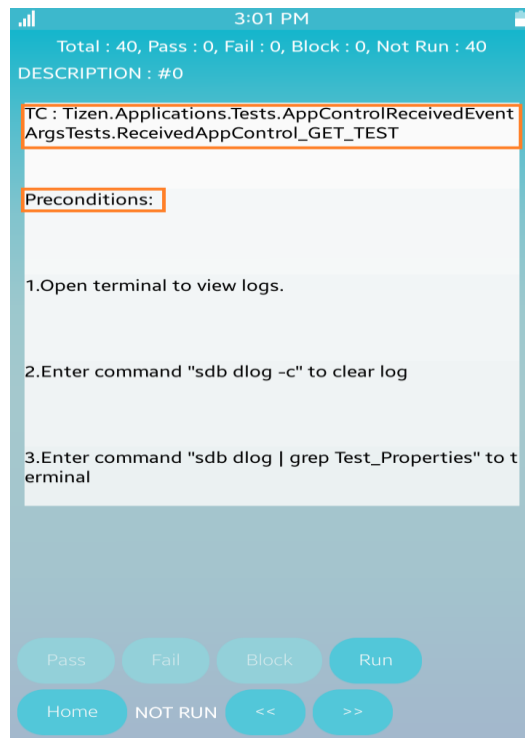 3:01 PM
Total : 40, Pass : 0, Fail : 0, Block : 0, Not Run : 40
DESCRIPTION : #0
TC : Tizen.Applications.Tests.AppControlReceivedEvent
ArgsTests.ReceivedAppControl_GET_TEST
Preconditions:
1.Open terminal to view logs.
2.Enter command "sdb dlog -c" to clear log
3.Enter command "sdb dlog | grep Test_Properties" to t
erminal
Pass Fail Block Run
Home NOT RUN << >>